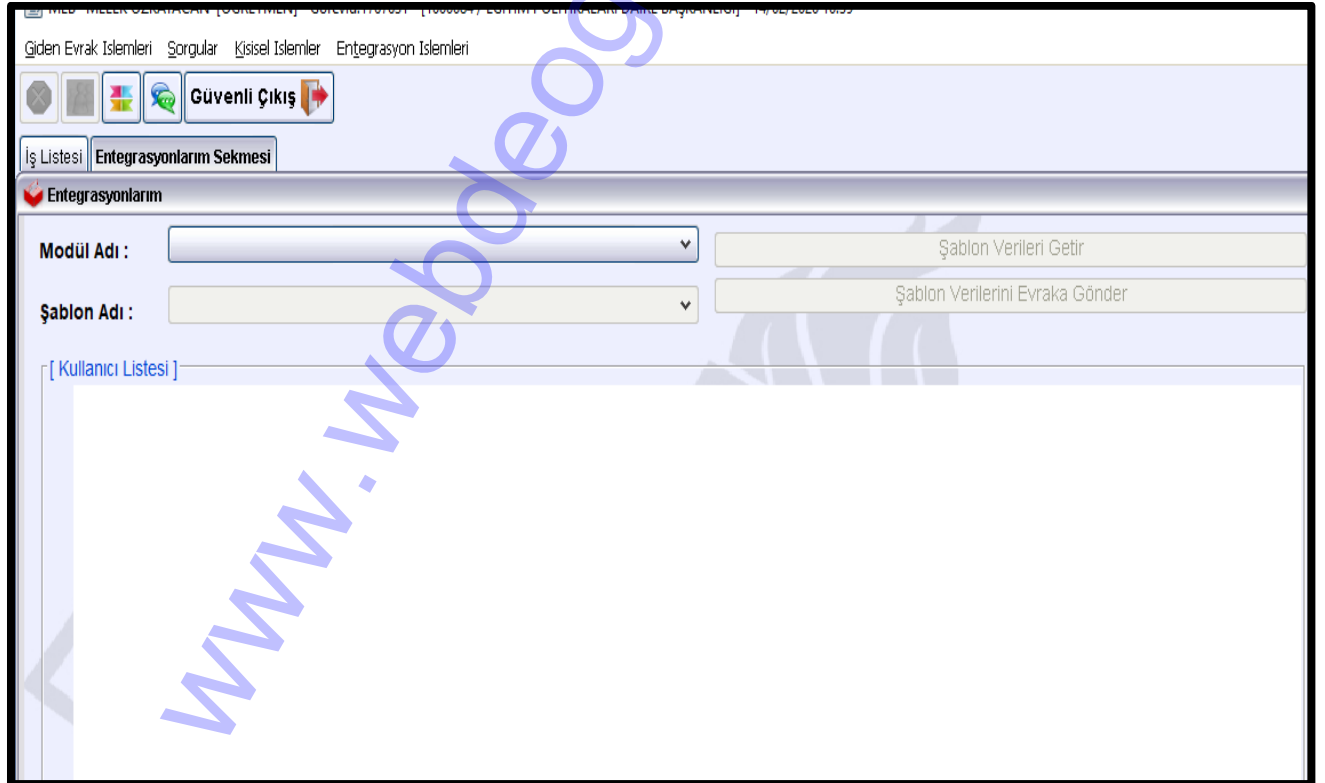 Giden Evrak Islemleri Sorgular Kisisel Islemler Entegrasyon Islemleri
Güvenli Çıkış
İş Listesi Entegrasyonlarım Sekmesi
Entegrasyonlarım
Modül Adı :
Şablon Verileri Getir
Şablon Adı :
Şablon Verilerini Evraka Gönder
[ Kullanıcı Listesi ]
www.webdeog